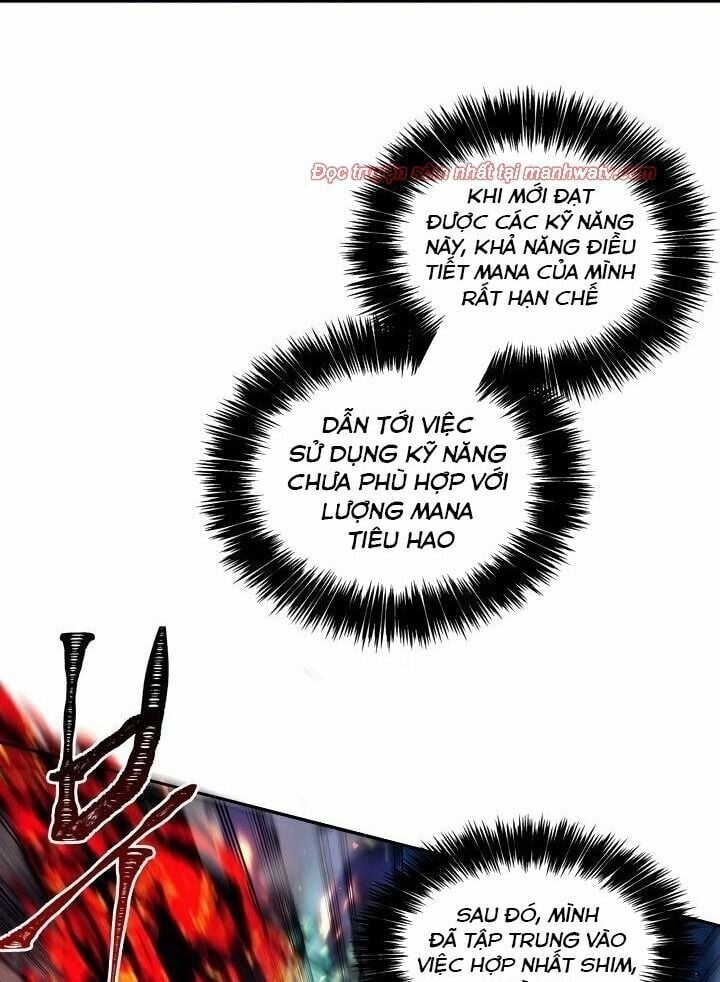 Đọc truyện sớm nhất tại manhwatv.com
KHI MỚI ĐẠT
ĐƯỢC CÁC KỸ NĂNG
NÀY, KHẢ NĂNG ĐIỀU
TIẾT MANA CỦA MÌNH
RẤT HẠN CHẾ
DẪN TỚI VIỆC
SỬ DỤNG KỸ NĂNG
CHƯA PHÙ HỢP VỚI
LƯỢNG MANA
TIÊU HAO
SAU ĐÓ, MÌNH
ĐÃ TẬP TRUNG VÀO
VIỆC HỢP NHẤT SHIM,